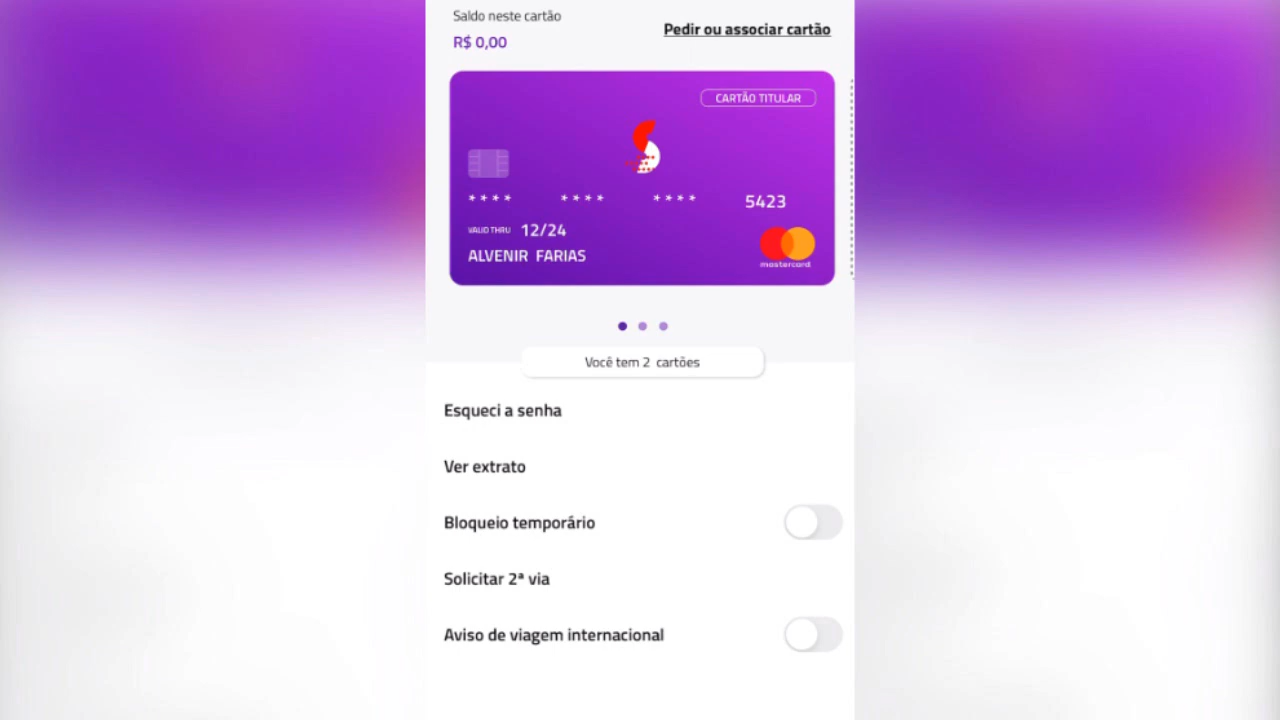 Saldo neste cartão
R$ 0,00
Pedir ou associar cartão
CARTÃO TITULAR
**** **** **** 5423
VALID THRU 12/24
ALVENIR FARIAS
mastercard
Você tem 2 cartões
Esqueci a senha
Ver extrato
Bloqueio temporário
Solicitar 2ª via
Aviso de viagem internacional